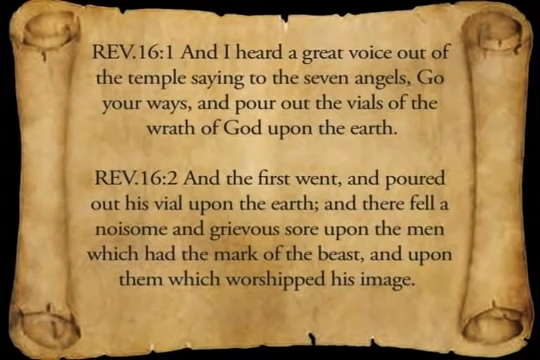 REV.16:1 And I heard a great voice out of
the temple saying to the seven angels, Go
your ways, and pour out the vials of the
wrath of God upon the earth.
REV.16:2 And the first went, and poured
out his vial upon the earth; and there fell a
noisome and grievous sore upon the men
which had the mark of the beast, and upon
them which worshipped his image.